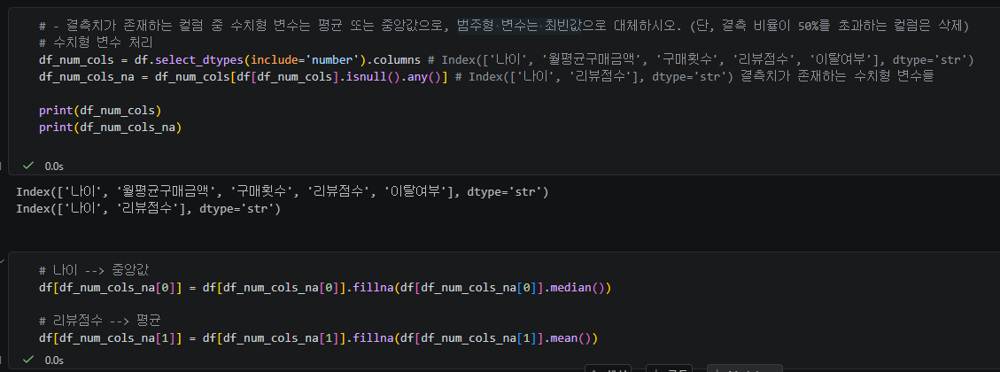 # - 결측치가 존재하는 컬럼 중 수치형 변수는 평균 또는 중앙값으로, 범주형 변수는 최빈값으로 대체하시오. (단, 결측 비율이 50%를 초과하는 컬럼은 삭제)
# 수치형 변수 처리
df_num_cols = df.select_dtypes(include='number').columns # Index(['나이', '월평균구매금액', '구매횟수', '리뷰점수', '이탈여부'], dtype='str')
df_num_cols_na = df_num_cols[df[df_num_cols].isnull().any()] # Index(['나이', '리뷰점수'], dtype='str') 결측치가 존재하는 수치형 변수들
print(df_num_cols)
print(df_num_cols_na)
0.0s
Index(['나이', '월평균구매금액', '구매횟수', '리뷰점수', '이탈여부'], dtype='str')
Index(['나이', '리뷰점수'], dtype='str')
# 나이 --> 중앙값
df[df_num_cols_na[0]] = df[df_num_cols_na[0]].fillna(df[df_num_cols_na[0]].median())
# 리뷰점수 --> 평균
df[df_num_cols_na[1]] = df[df_num_cols_na[1]].fillna(df[df_num_cols_na[1]].mean())
0.0s